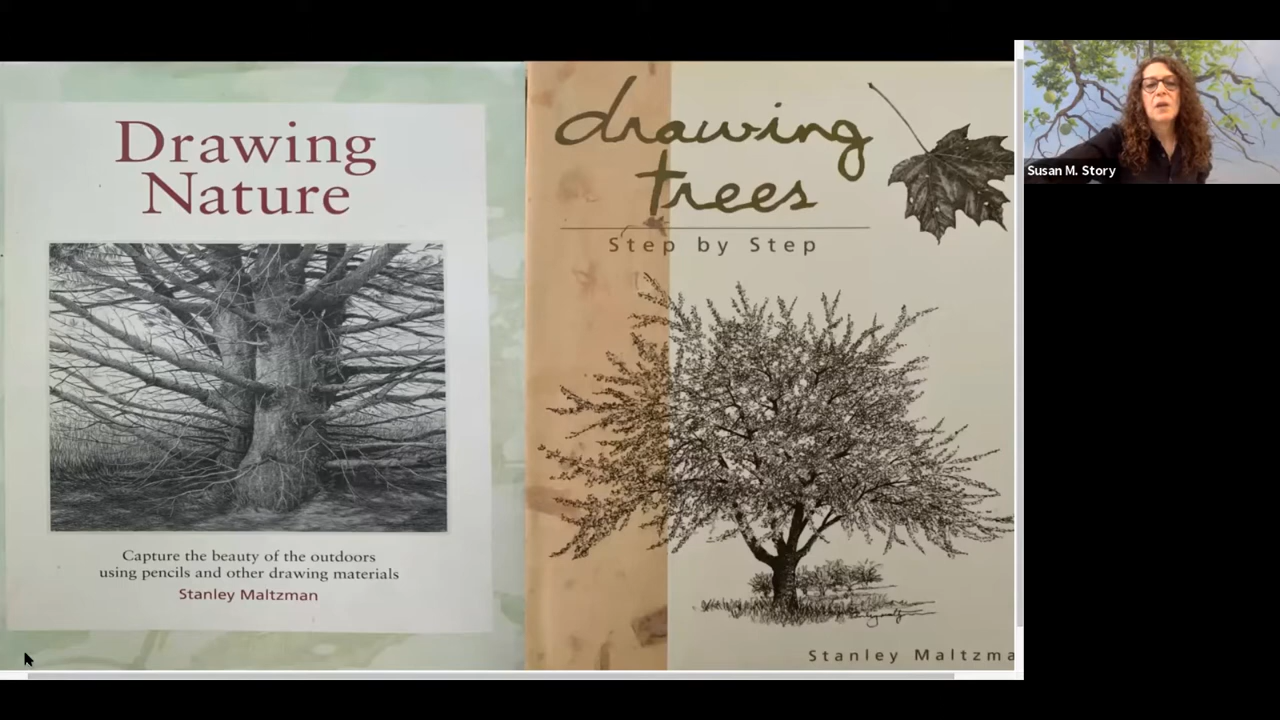 Drawing
Nature
Capture the beauty of the outdoors
using pencils and other drawing materials
Stanley Maltzman
drawing
trees
Step by Step
Stanley Maltzma
Susan M. Story